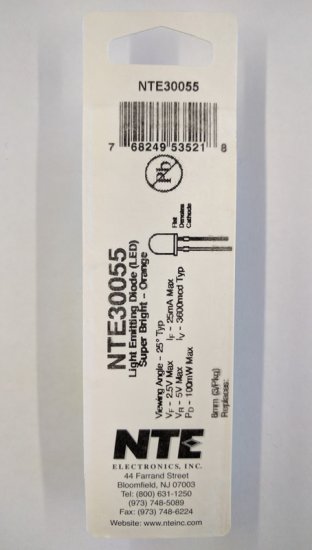 NTE30055
7 68249 53521 8
Pb
Flat
Denotes
Cathode
NTE30055
Light Emitting Diode (LED)
Super Bright – Orange
Viewing Angle – 25° Typ
VF – 2.5V Max IF – 25mA Max
VR – 5V Max IV – 3600mcd Typ
PD – 100mW Max
8mm (3/Pkg)
Replaces:
NTE
ELECTRONICS, INC.
44 Farrand Street
Bloomfield, NJ 07003
Tel: (800) 631-1250
(973) 748-5089
Fax: (973) 748-6224
Website: www.nteinc.com